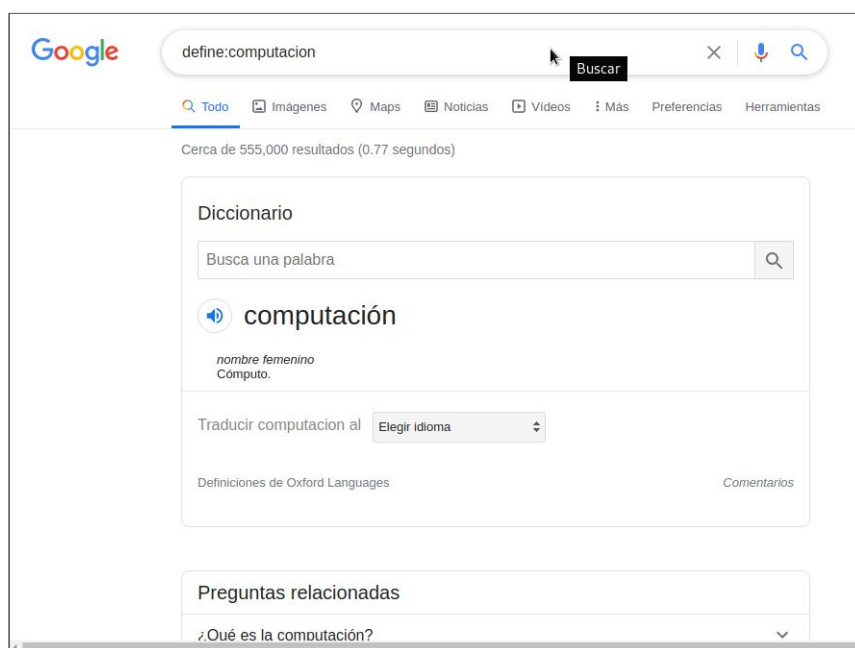 Google
define:computacion
Buscar
Todo Imágenes Maps Noticias Vídeos Más Preferencias Herramientas
Cerca de 555,000 resultados (0.77 segundos)
Diccionario
Busca una palabra
computación
nombre femenino
Cómputo.
Traducir computacion al Elegir idioma
Definiciones de Oxford Languages Comentarios
Preguntas relacionadas
¿Qué es la computación?